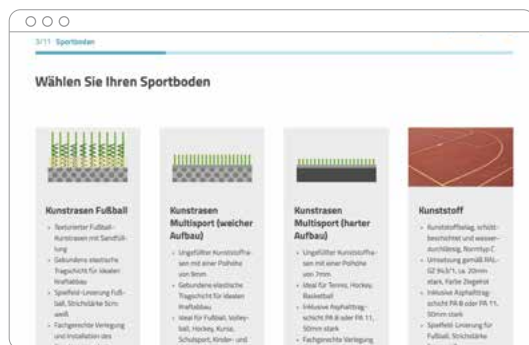 3/11 Sportboden
Wählen Sie Ihren Sportboden
Kunstrasen Fußball
» Texturierter Fußball-
Kunstrasen mit Sandfül-
lung
» Gebundene elastische
Tragschicht für idealen
Kraftabbau
» Spielfeld-Linierung Fuß-
ball, Strichstärke 5cm
weiß
» Fachgerechte Verlegung
und Installation des
Kunstrasen
Multisport (weicher
Aufbau)
» Ungefüllter Kunststoffra-
sen mit einer Polhöhe
von 9mm
» Gebundene elastische
Tragschicht für idealen
Kraftabbau
» Ideal für Fußball, Volley-
ball, Hockey, Kurse,
Schulsport, Kinder- und
Kunstrasen
Multisport (harter
Aufbau)
» Ungefüllter Kunststoffra-
sen mit einer Polhöhe
von 7mm
» Ideal für Tennis, Hockey,
Basketball
» Inklusive Asphalttrag-
schicht PA 8 oder PA 11,
50mm stark
» Fachgerechte Verlegung
Kunststoff
» Kunststoffbelag, schütt-
beschichtet und wasser-
durchlässig, Normtyp C
» Umsetzung gemäß RAL-
GZ 943/1, ca. 20mm
stark, Farbe Ziegelrot
» Inklusive Asphalttrag-
schicht PA 8 oder PA 11,
50mm stark
» Spielfeld-Linierung für
Fußball, Strichstärke